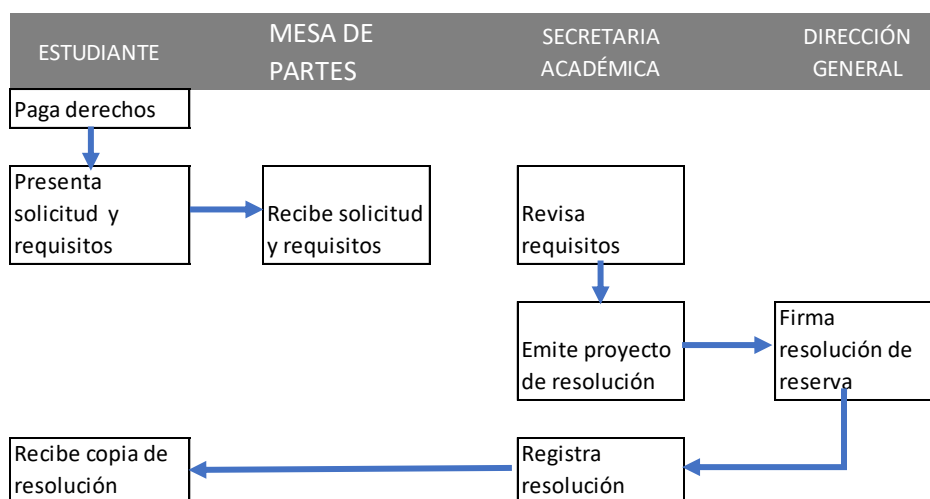 ESTUDIANTE
MESA DE
PARTES
SECRETARIA
ACADÉMICA
DIRECCIÓN
GENERAL
Paga derechos
Presenta
solicitud y
requisitos
Recibe solicitud
y requisitos
Revisa
requisitos
Emite proyecto
de resolución
Firma
resolución de
reserva
Recibe copia de
resolución
Registra
resolución